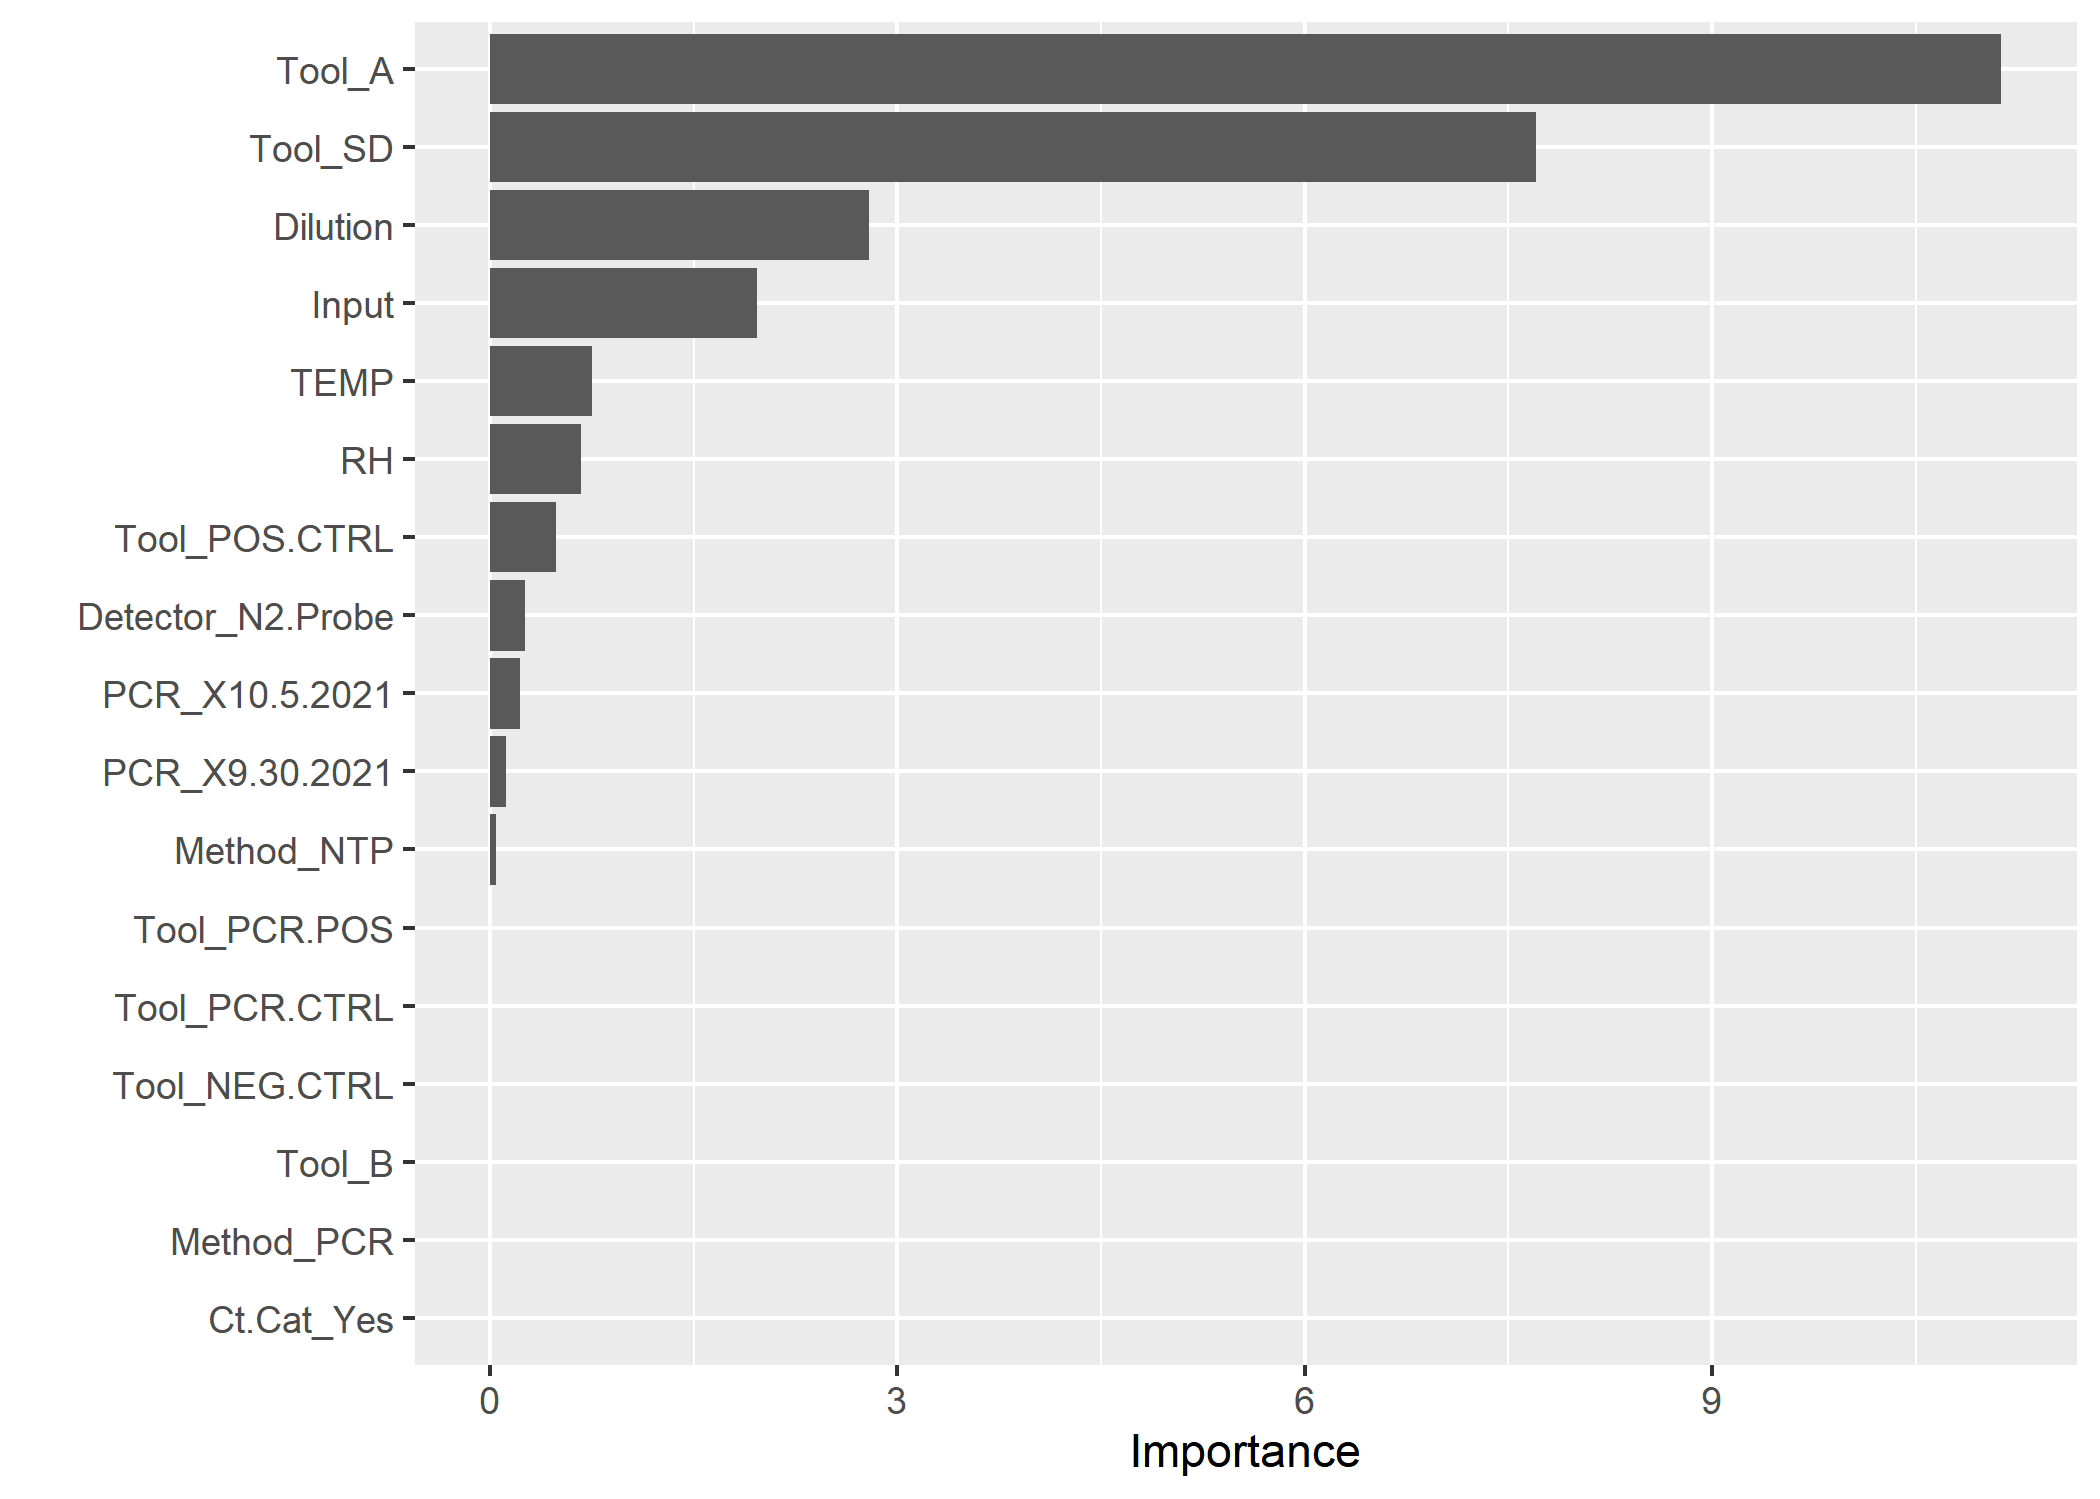 Tool_A
Tool_SD
Dilution
Input
TEMP
RH
Tool_POS.CTRL
Detector_N2.Probe
PCR_X10.5.2021
PCR_X9.30.2021
Method_NTP
Tool_PCR.POS
Tool_PCR.CTRL
Tool_NEG.CTRL
Tool_B
Method_PCR
Ct.Cat_Yes
0 3 6 9
Importance